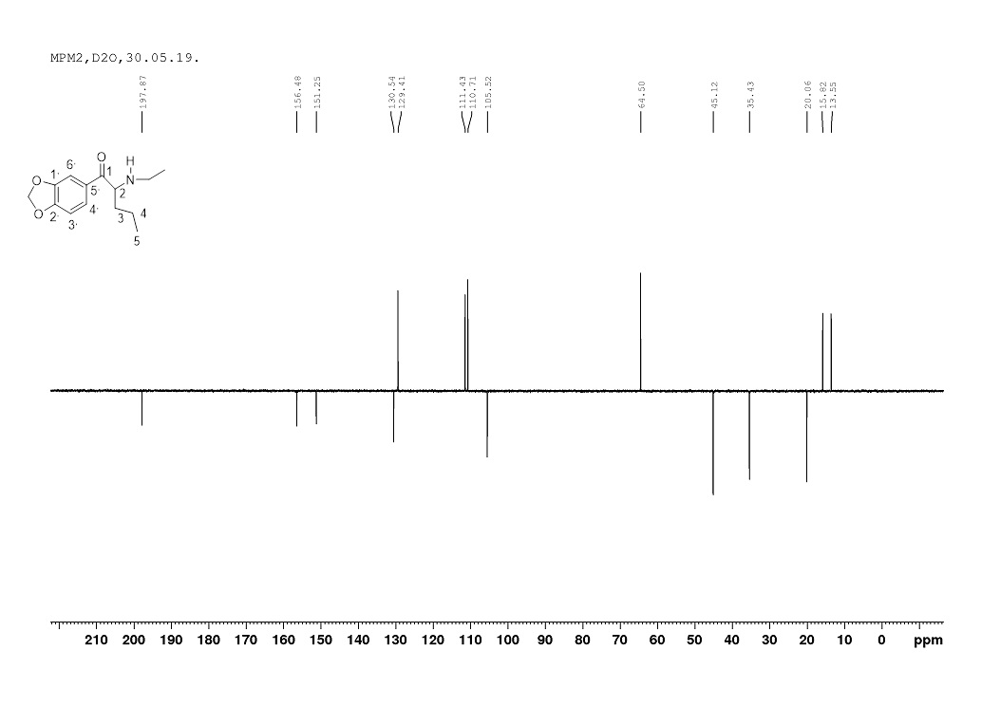 MPM2,D2O,30.05.19.
197.87 156.48 151.25 130.54 129.41 111.43 110.71 105.52 64.50 45.12 35.43 20.06 15.82 13.55
O H
6' 1 N
O 1' 5' 2
O 2' 4' 3 4
3' 5
210 200 190 180 170 160 150 140 130 120 110 100 90 80 70 60 50 40 30 20 10 0 ppm